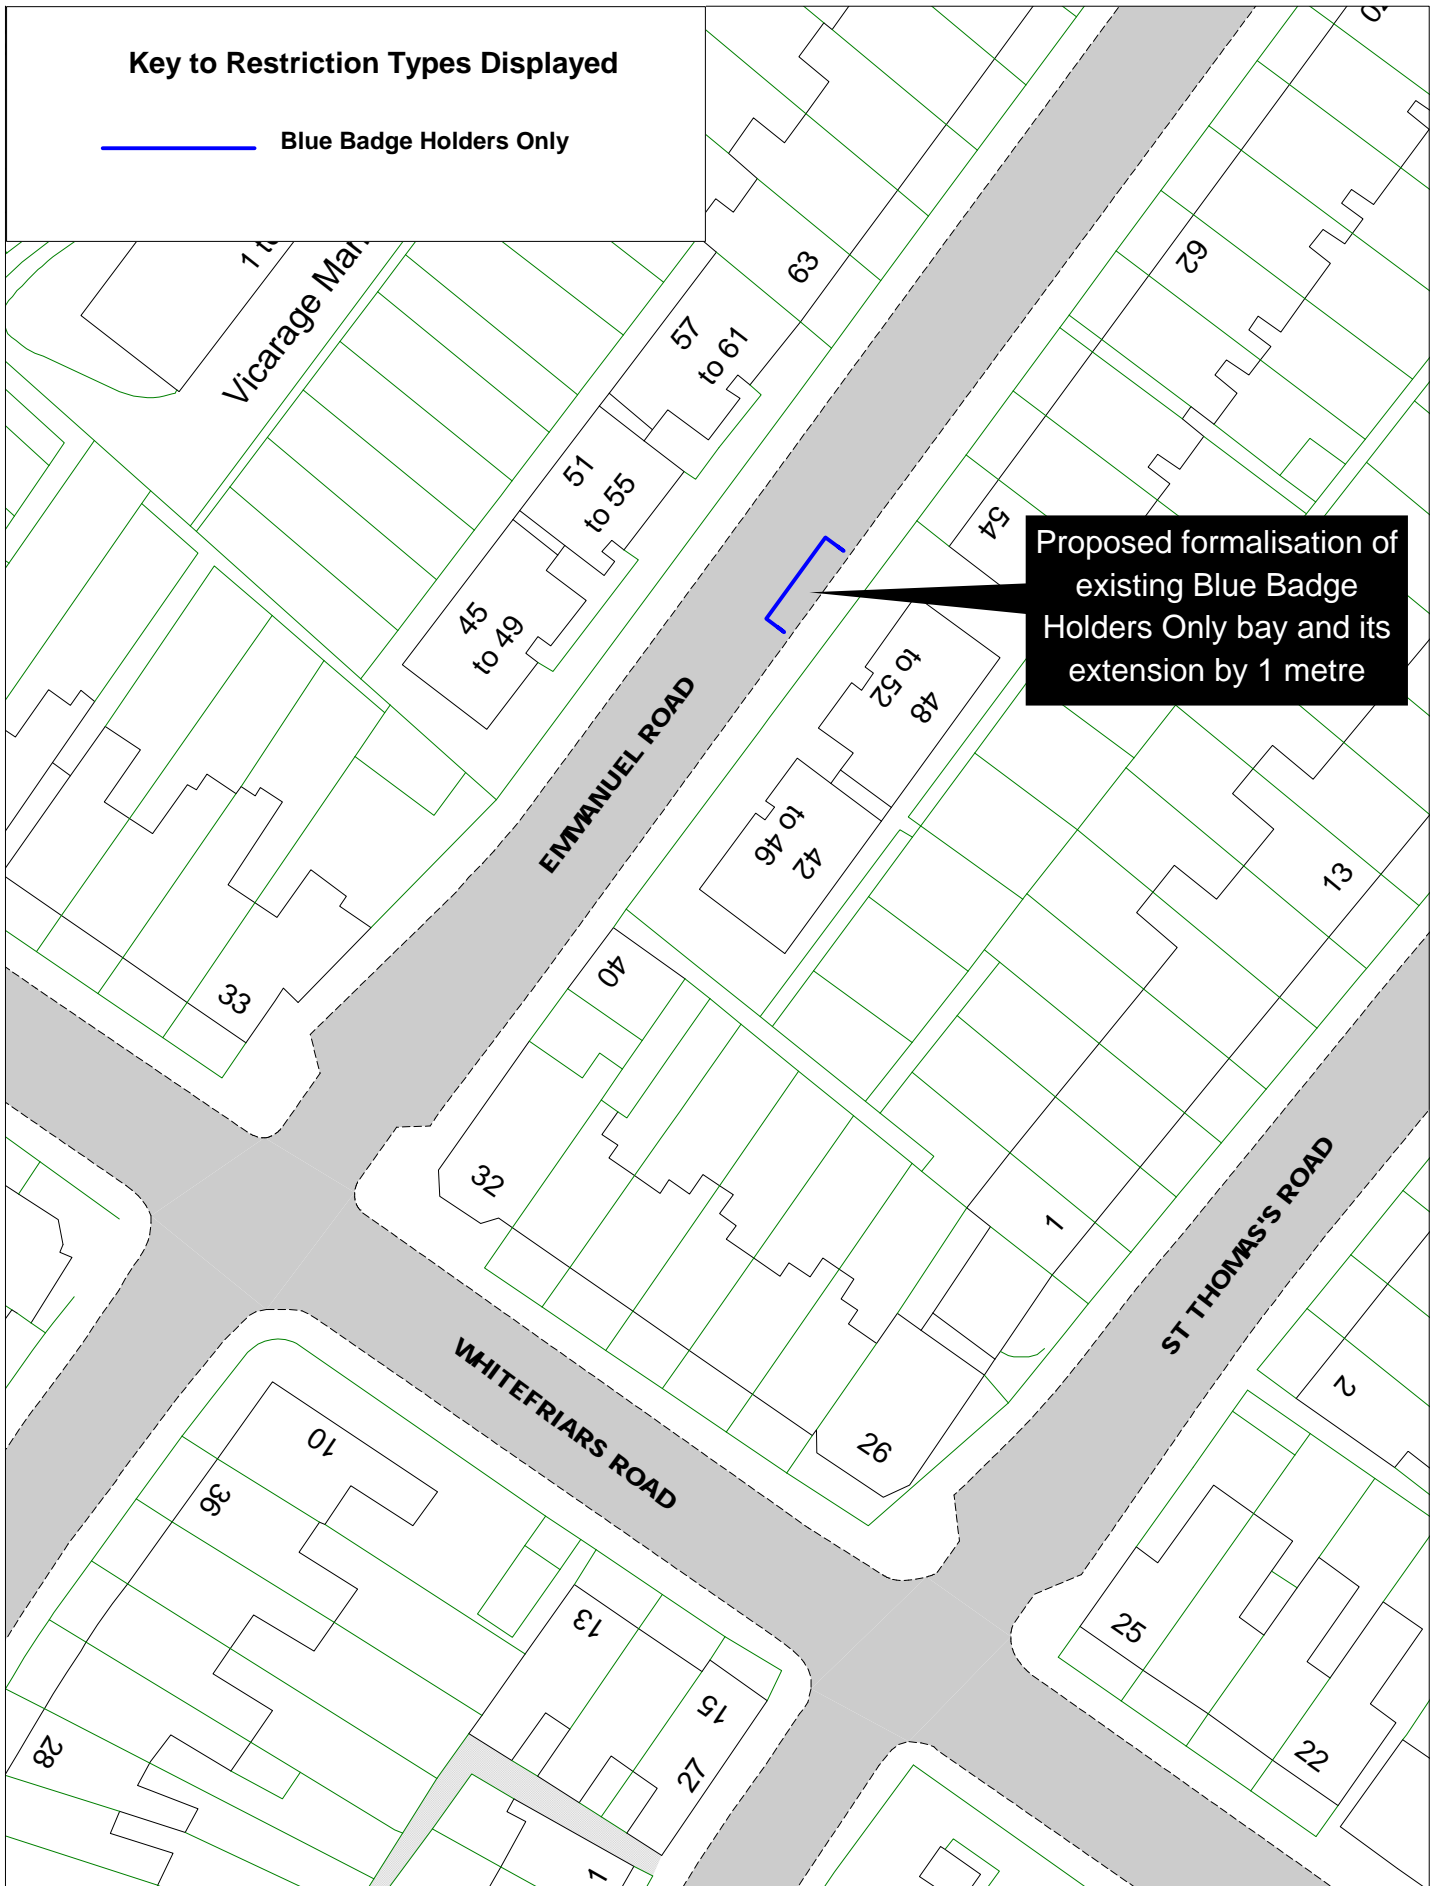 Key to Restriction Types Displayed
Blue Badge Holders Only
1 to
Vicarage
63
62
57
to 61
51
to 55
54
45
to 49
Proposed formalisation of
existing Blue Badge
Holders Only bay and its
extension by 1 metre
48
to 52
EMMANUEL ROAD
42
to 46
13
40
33
32
1
ST THOMAS'S ROAD
WHITEFRIARS ROAD
2
10
26
36
13
25
15
28
27
22
1